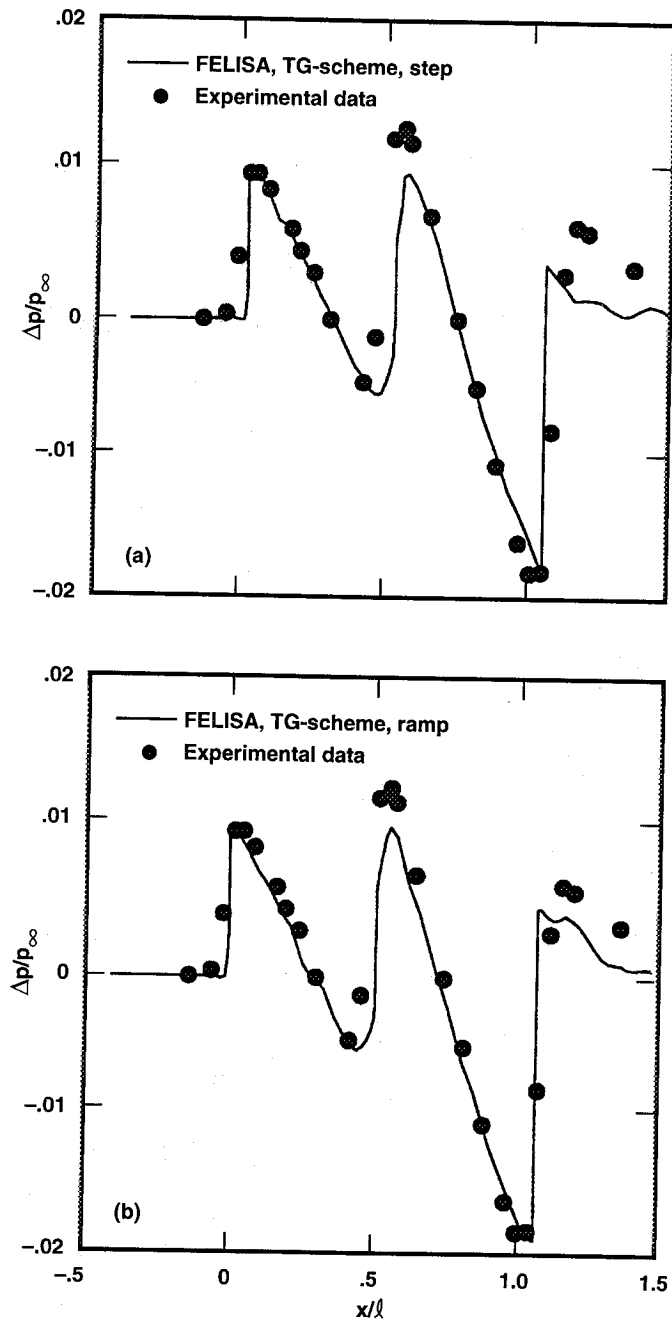 .02
FELISA, TG-scheme, step
Experimental data
.01
Δp/p∞
0
−.01
(a)
−.02
.02
FELISA, TG-scheme, ramp
Experimental data
.01
Δp/p∞
0
−.01
(b)
−.02
−.5 0 .5 1.0 1.5
x/ℓ